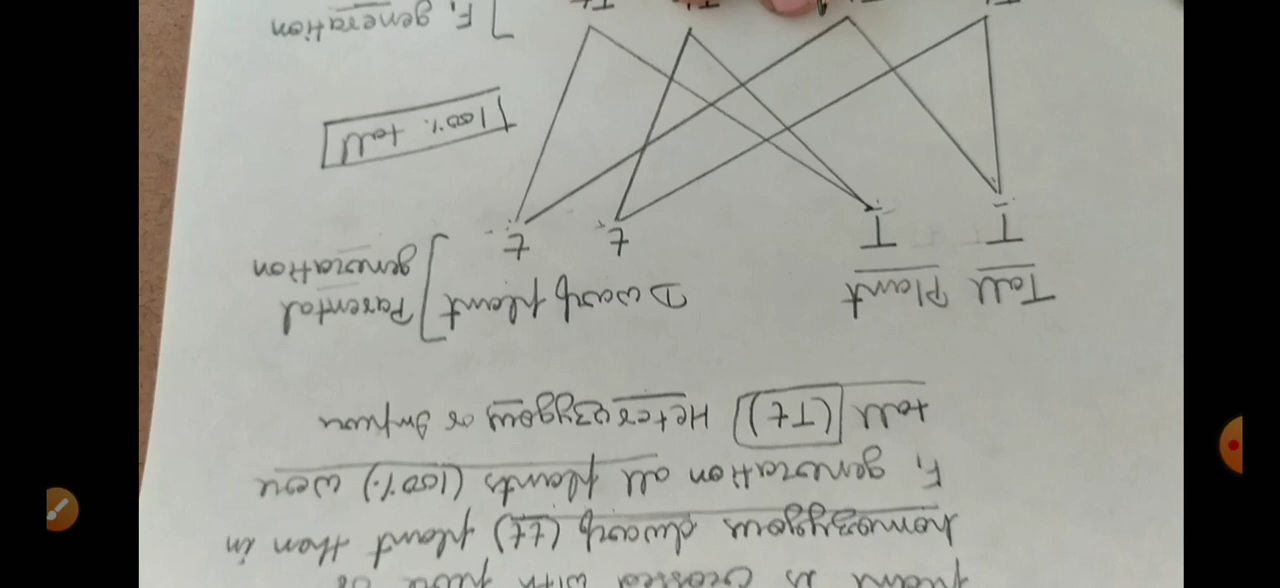 plant is crossed with pure or
homozygous dwarf (tt) plant then in
F₁ generation all plants (100%) were
tall (Tt) Heterozygous or Impure
Tall Plant Dwarf plant Parental generation
T T t t
100% tall
F₁ generation